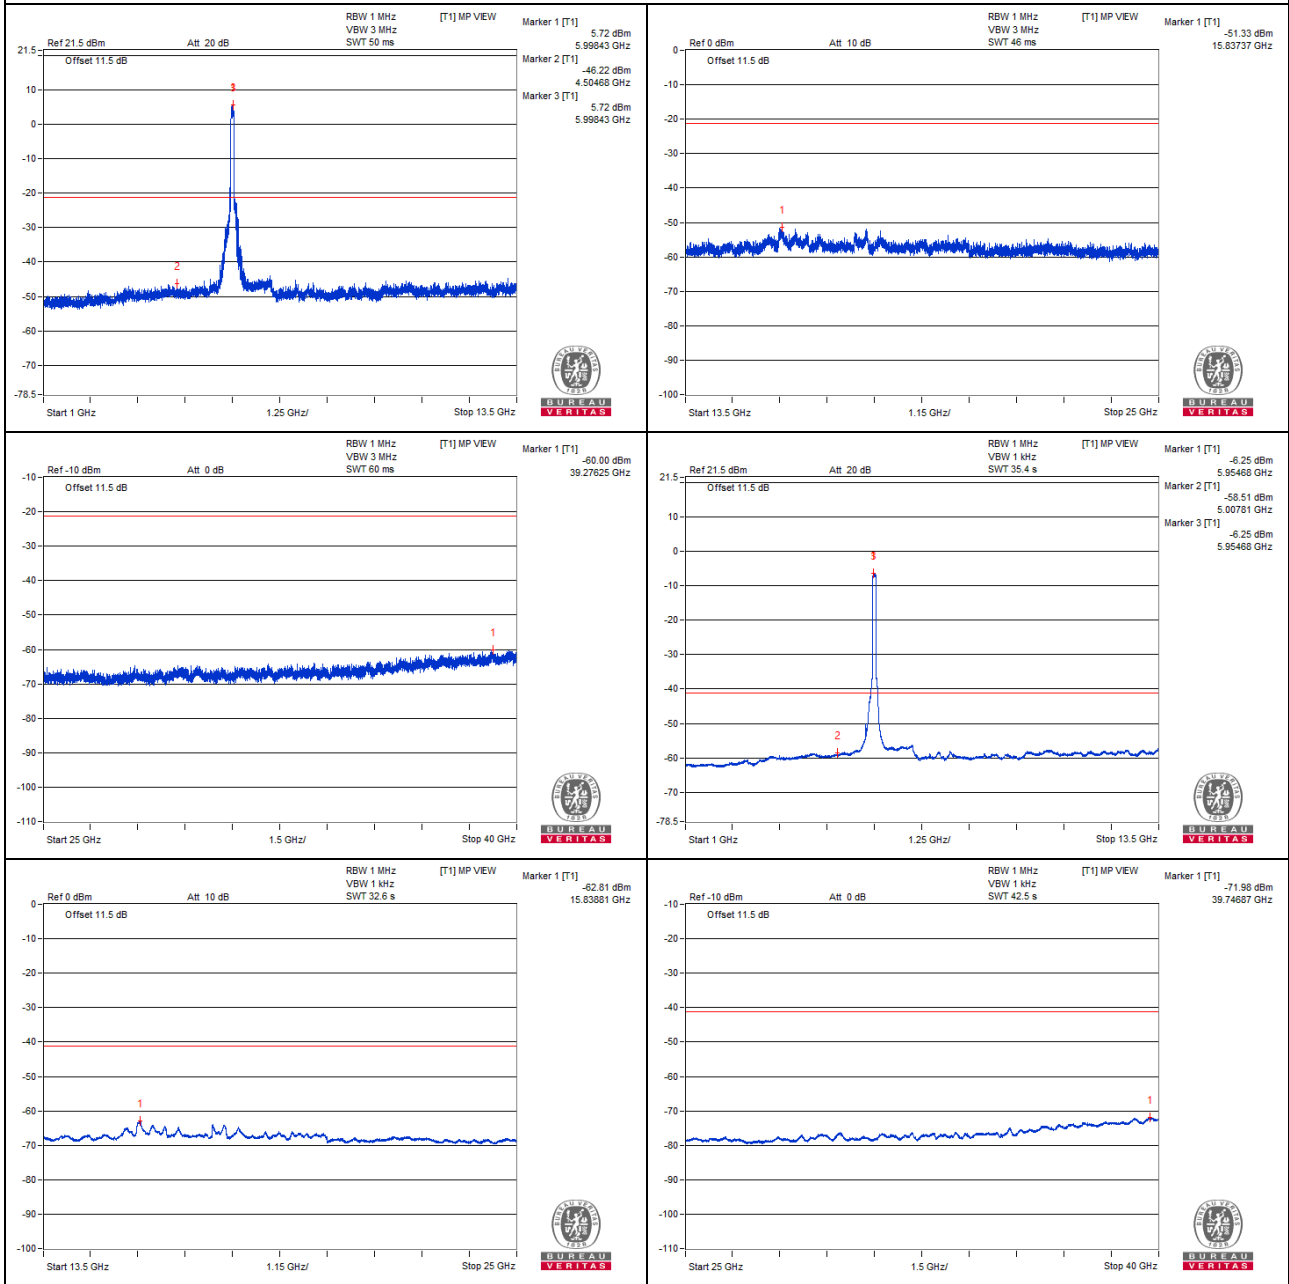 RBW 1 MHz [T1] MP VIEW
VBW 3 MHz
Ref 21.5 dBm Att 20 dB SWT 50 ms
Marker 1 [T1]
5.72 dBm
5.99843 GHz
Marker 2 [T1]
-46.22 dBm
4.50468 GHz
Marker 3 [T1]
5.72 dBm
5.99843 GHz
21.5
Offset 11.5 dB
10
0
-10
-20
-30
-40
-50
-60
-70
-78.5
2
Start 1 GHz 1.25 GHz/ Stop 13.5 GHz
BUREAU
VERITAS
RBW 1 MHz [T1] MP VIEW
VBW 3 MHz
Ref 0 dBm Att 10 dB SWT 46 ms
Marker 1 [T1]
-51.33 dBm
15.83737 GHz
0
Offset 11.5 dB
-10
-20
-30
-40
-50
-60
-70
-80
-90
-100
1
Start 13.5 GHz 1.15 GHz/ Stop 25 GHz
BUREAU
VERITAS
RBW 1 MHz [T1] MP VIEW
VBW 3 MHz
Ref -10 dBm Att 0 dB SWT 60 ms
Marker 1 [T1]
-60.00 dBm
39.27625 GHz
-10
Offset 11.5 dB
-20
-30
-40
-50
-60
-70
-80
-90
-100
-110
1
Start 25 GHz 1.5 GHz/ Stop 40 GHz
BUREAU
VERITAS
RBW 1 MHz [T1] MP VIEW
VBW 1 kHz
Ref 21.5 dBm Att 20 dB SWT 35.4 s
Marker 1 [T1]
-6.25 dBm
5.95468 GHz
Marker 2 [T1]
-58.51 dBm
5.00781 GHz
Marker 3 [T1]
-6.25 dBm
5.95468 GHz
21.5
Offset 11.5 dB
10
0
-10
-20
-30
-40
-50
-60
-70
-78.5
2
Start 1 GHz 1.25 GHz/ Stop 13.5 GHz
BUREAU
VERITAS
RBW 1 MHz [T1] MP VIEW
VBW 1 kHz
Ref 0 dBm Att 10 dB SWT 32.6 s
Marker 1 [T1]
-62.81 dBm
15.83881 GHz
0
Offset 11.5 dB
-10
-20
-30
-40
-50
-60
-70
-80
-90
-100
1
Start 13.5 GHz 1.15 GHz/ Stop 25 GHz
BUREAU
VERITAS
RBW 1 MHz [T1] MP VIEW
VBW 1 kHz
Ref -10 dBm Att 0 dB SWT 42.5 s
Marker 1 [T1]
-71.98 dBm
39.74687 GHz
-10
Offset 11.5 dB
-20
-30
-40
-50
-60
-70
-80
-90
-100
-110
1
Start 25 GHz 1.5 GHz/ Stop 40 GHz
BUREAU
VERITAS